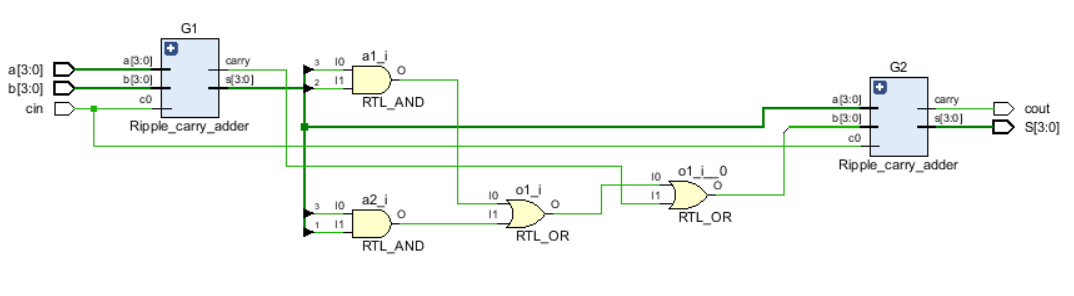 G1
a[3:0]
b[3:0]
cin
a[3:0]
b[3:0]
c0
carry
s[3:0]
Ripple_carry_adder
a1_i
3
I0
2
I1
O
RTL_AND
a2_i
3
I0
1
I1
O
RTL_AND
o1_i
I0
I1
O
RTL_OR
o1_i__0
I0
I1
O
RTL_OR
G2
a[3:0]
b[3:0]
c0
carry
s[3:0]
Ripple_carry_adder
cout
S[3:0]